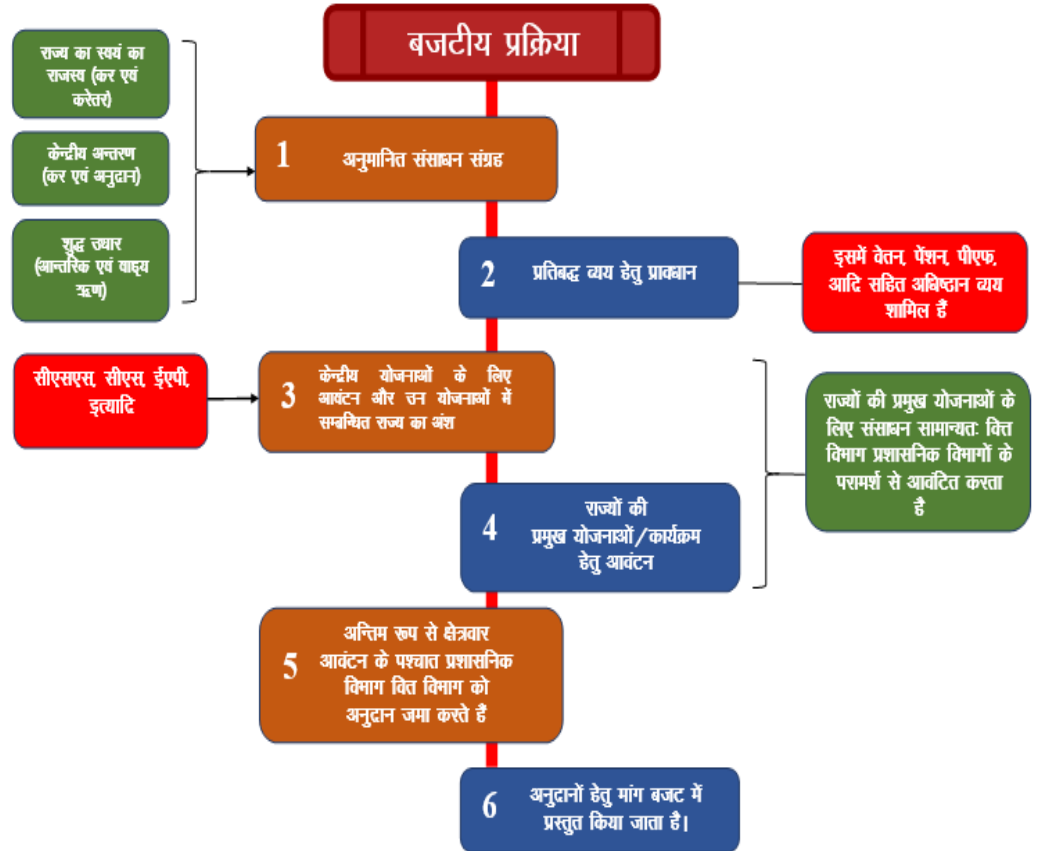 बजटीय प्रक्रिया
राज्य का स्वयं का
राजस्व (कर एवं
करेतर)
केन्द्रीय अन्तरण
(कर एवं अनुदान)
शुद्ध उधार
(आन्तरिक एवं वाह्य
ऋण)
1
अनुमानित संसाधन संग्रह
2
प्रतिबद्ध व्यय हेतु प्रावधान
इसमें वेतन, पेंशन, पीएफ,
आदि सहित अधिष्ठान व्यय
शामिल हैं
सीएसएस, सीएस, ईएपी,
इत्यादि
3
केन्द्रीय योजनाओं के लिए
आवंटन और उन योजनाओं में
सम्बन्धित राज्य का अंश
राज्यों की प्रमुख योजनाओं के
लिए संसाधन सामान्यतः वित्त
विभाग प्रशासनिक विभागों के
परामर्श से आवंटित करता
है
4
राज्यों की
प्रमुख योजनाओं/कार्यक्रम
हेतु आवंटन
5
अन्तिम रूप से क्षेत्रवार
आवंटन के पश्चात प्रशासनिक
विभाग वित विभाग को
अनुदान जमा करते हैं
6
अनुदानों हेतु मांग बजट में
प्रस्तुत किया जाता है।